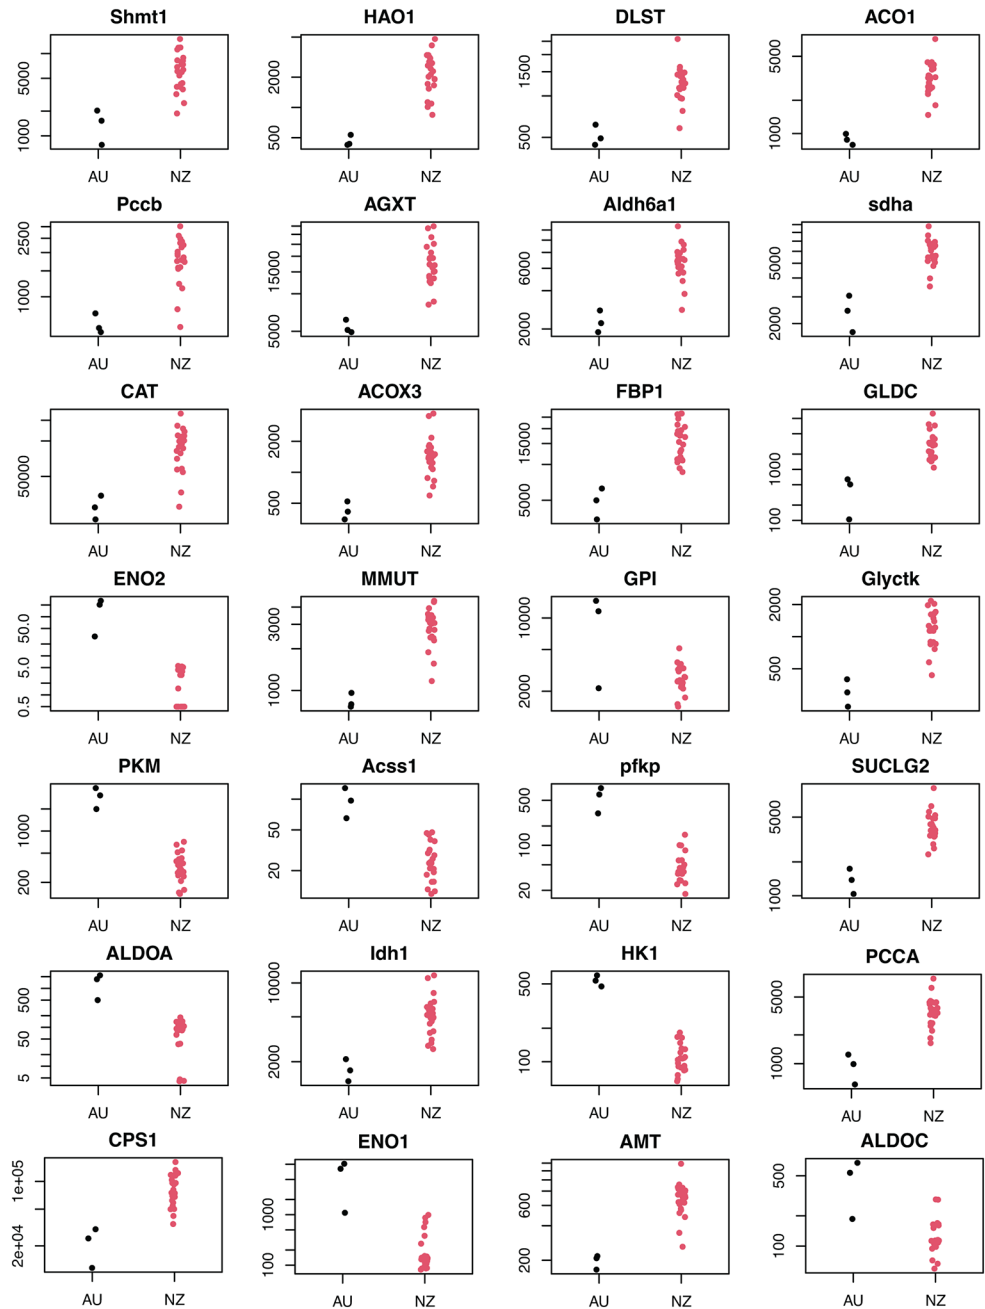 Shmt1 HAO1 DLST ACO1
5000 1000 AU NZ
2000 500 AU NZ
1500 500 AU NZ
5000 1000 AU NZ
Pccb AGXT Aldh6a1 sdha
2500 1000 AU NZ
15000 5000 AU NZ
6000 2000 AU NZ
5000 2000 AU NZ
CAT ACOX3 FBP1 GLDC
50000 AU NZ
2000 500 AU NZ
15000 5000 AU NZ
1000 100 AU NZ
ENO2 MMUT GPI Glyctk
50.0 5.0 0.5 AU NZ
3000 1000 AU NZ
10000 2000 AU NZ
2000 500 AU NZ
PKM Acss1 pfkp SUCLG2
1000 200 AU NZ
50 20 AU NZ
500 100 20 AU NZ
5000 1000 AU NZ
ALDOA Idh1 HK1 PCCA
500 50 5 AU NZ
10000 2000 AU NZ
500 100 AU NZ
5000 1000 AU NZ
CPS1 ENO1 AMT ALDOC
1e+05 2e+04 AU NZ
1000 100 AU NZ
600 200 AU NZ
500 100 AU NZ